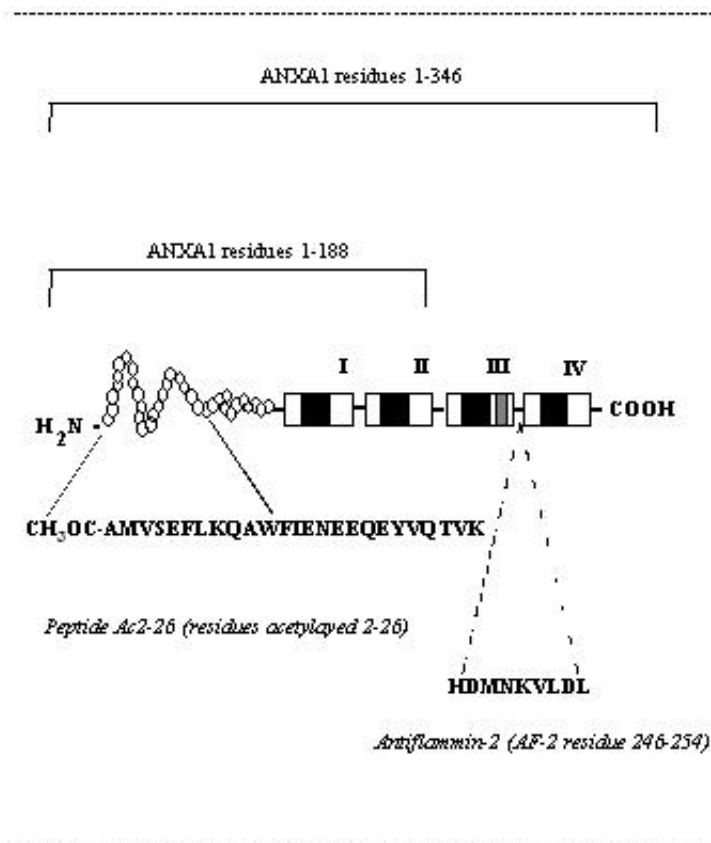 ANXA1 residues 1-346
ANXA1 residues 1-188
I II III IV
H₂N - - COOH
CH₃OC-AMVSEFLKQAWFIENEEQEYVQTVK
Peptide Ac2-26 (residues acetylayed 2-26)
HDMNKVLDL
Antiflammin-2 (AF-2 residue 246-254)